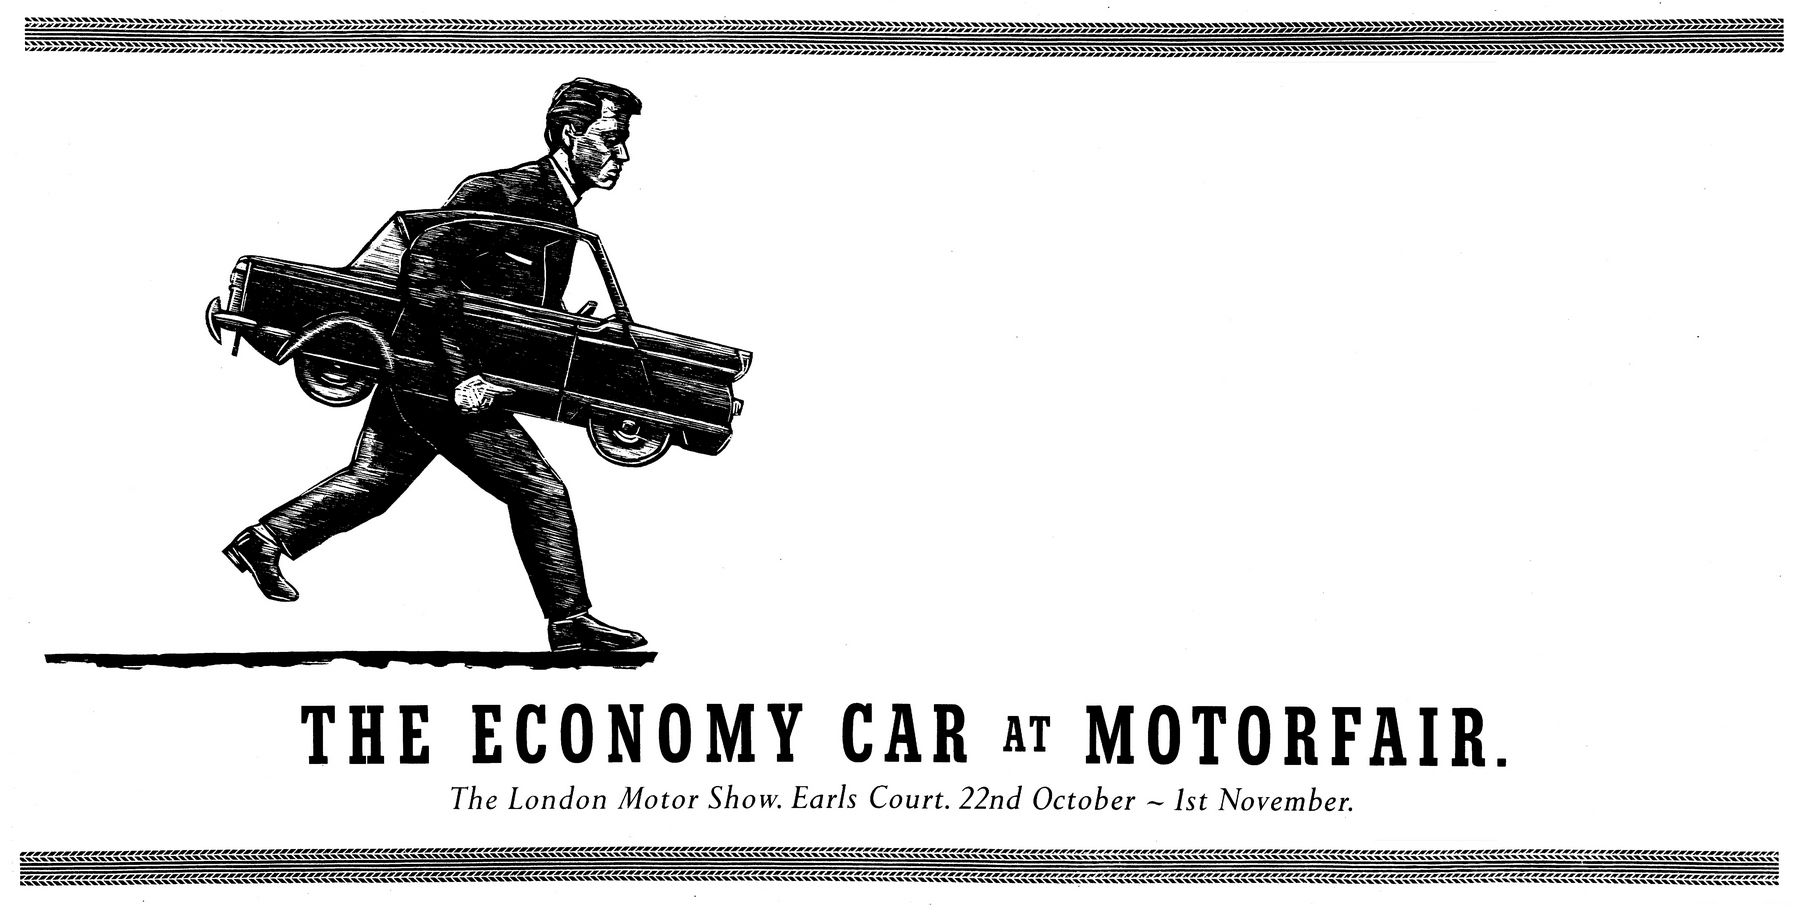 THE ECONOMY CAR AT MOTORFAIR.
The London Motor Show. Earls Court. 22nd October ~ 1st November.